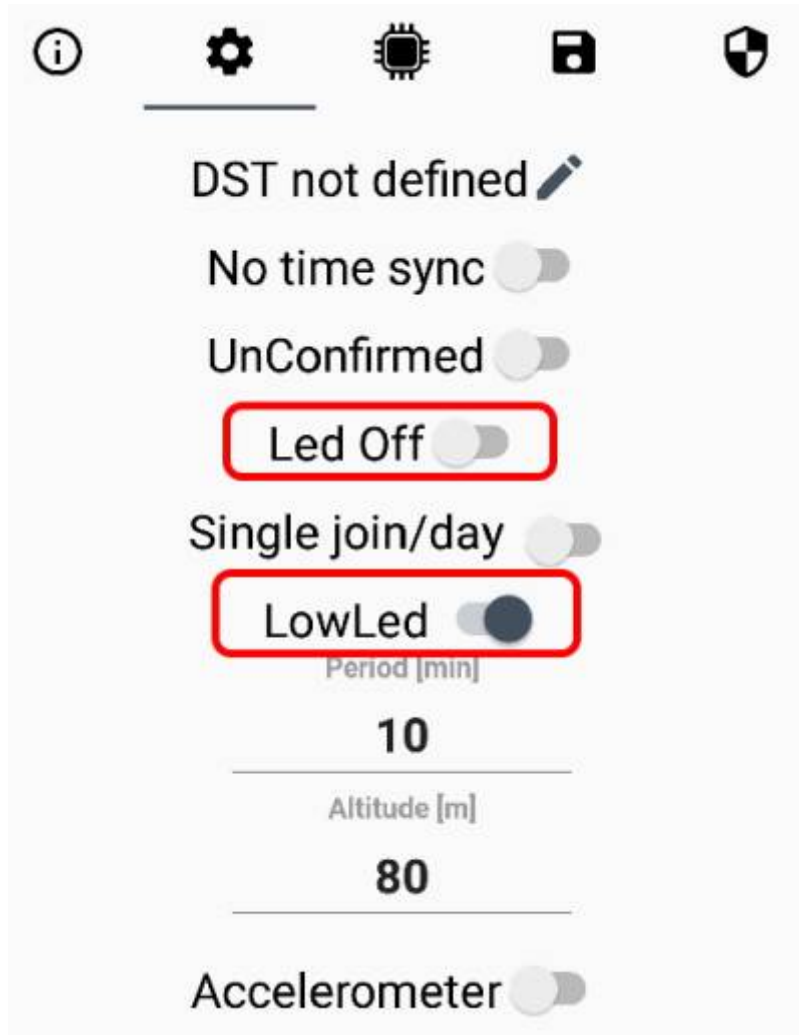 DST not defined
No time sync
UnConfirmed
Led Off
Single join/day
LowLed
Period [min]
10
Altitude [m]
80
Accelerometer